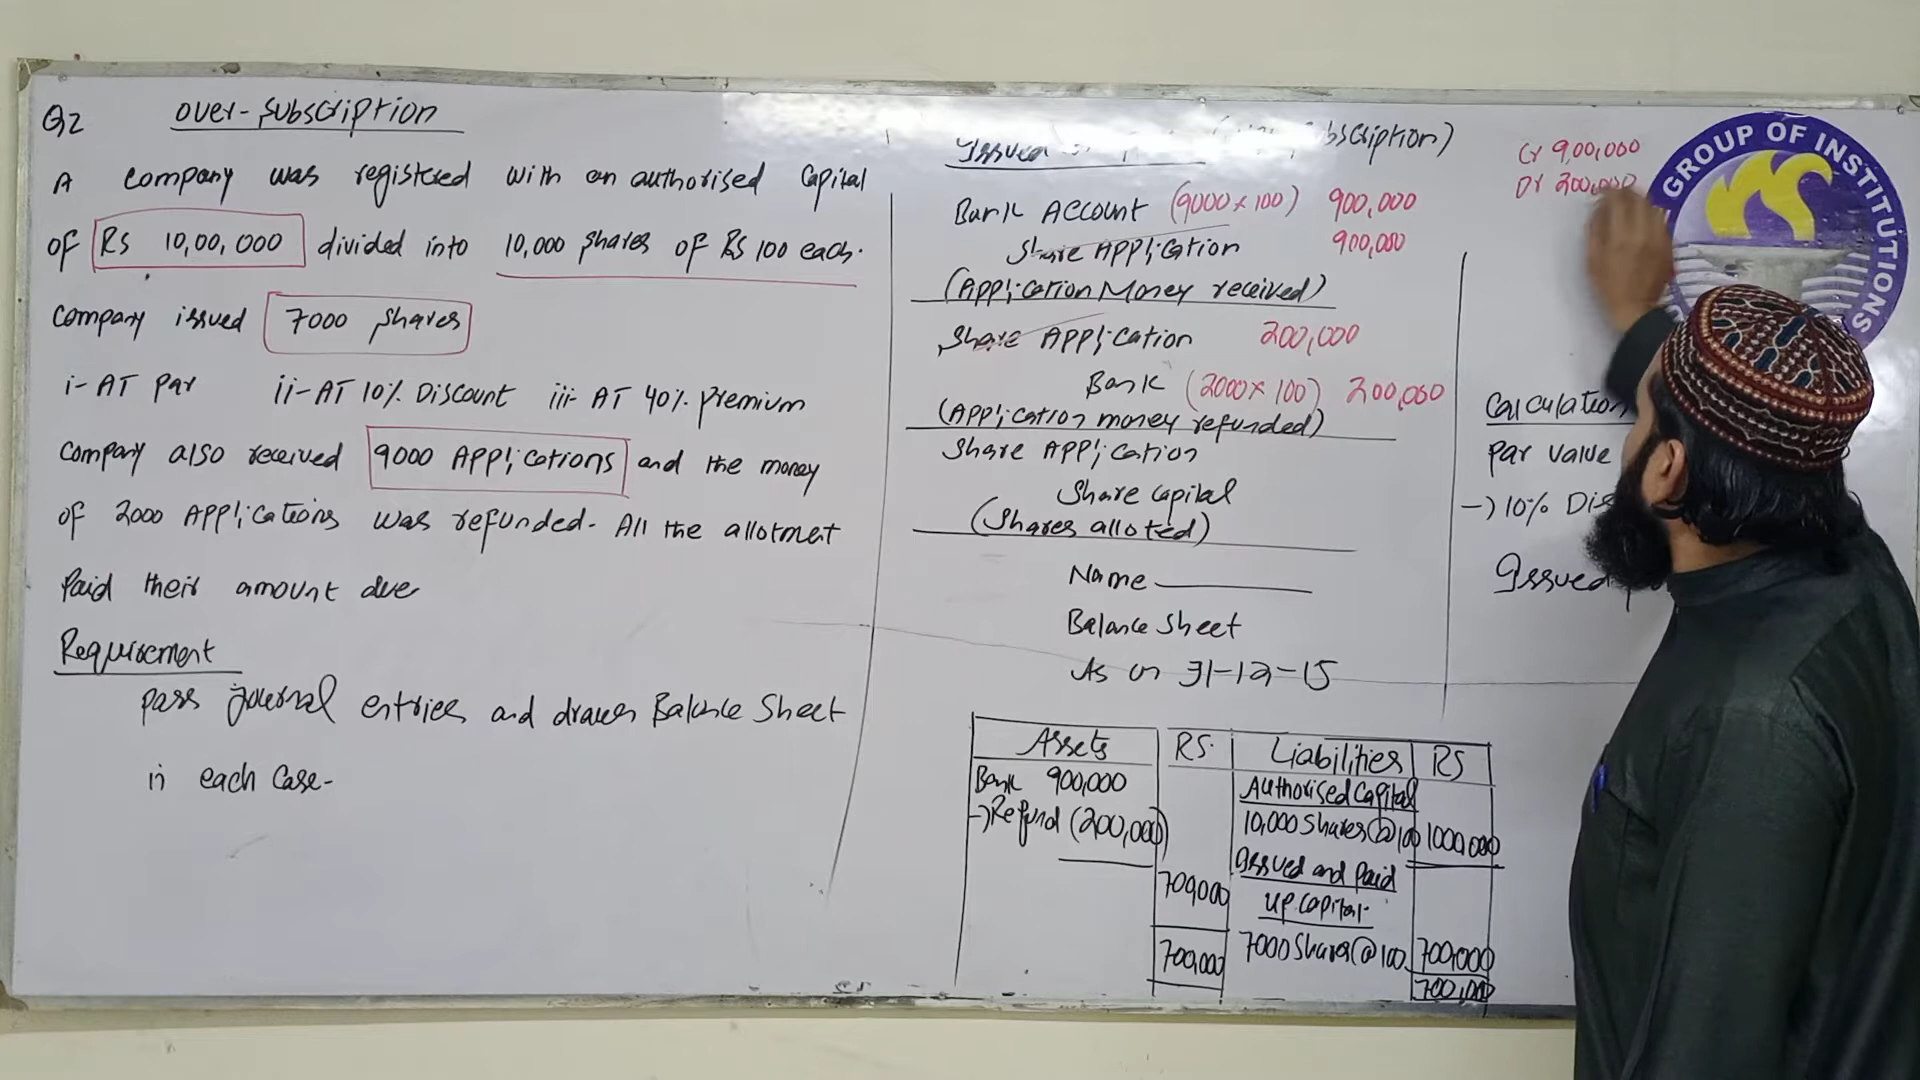 Q2 over-subscription
A company was registered with an authorised capital
of RS 10,00,000 divided into 10,000 shares of RS 100 each.
company issued 7000 shares
i- AT par ii- AT 10% Discount iii- AT 40% premium
company also received 9000 Applications and the money
of 2000 Applications was refunded- All the allotment
paid their amount due
Requirement
pass journal entries and drawn Balance Sheet
in each case-
Issued
Bank Account (9000 x 100) 900,000
Share Application 900,000
(Application Money received)
Share Application 200,000
Bank (2000 x 100) 200,000
(Application money refunded)
Share Application
Share capital
(Shares alloted)
Name
Balance Sheet
As on 31-12-15
Assets RS. Liabilities RS
Bank 900,000 Authorised Capital
-) Refund (200,000) 10,000 Shares @ 100 1000,000
Issued and paid
700,000 up capital-
700,000 7000 Shares @ 100 700,000
700,000
Cr 9,00,000
Dr 200,000
Calculation
par value
-) 10%
Issued
GROUP OF INSTITUTIONS